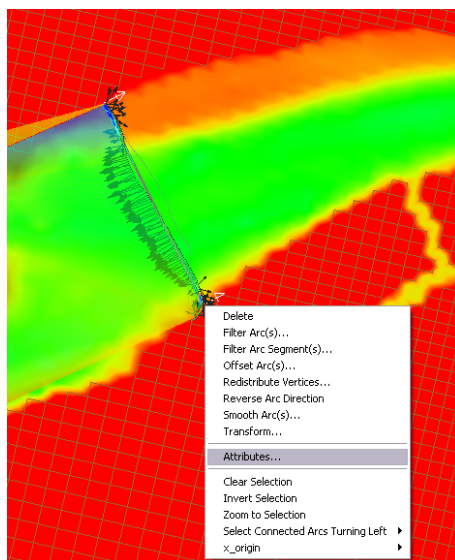 Delete
Filter Arc(s)...
Filter Arc Segment(s)...
Offset Arc(s)...
Redistribute Vertices...
Reverse Arc Direction
Smooth Arc(s)...
Transform...
Attributes...
Clear Selection
Invert Selection
Zoom to Selection
Select Connected Arcs Turning Left
x_origin